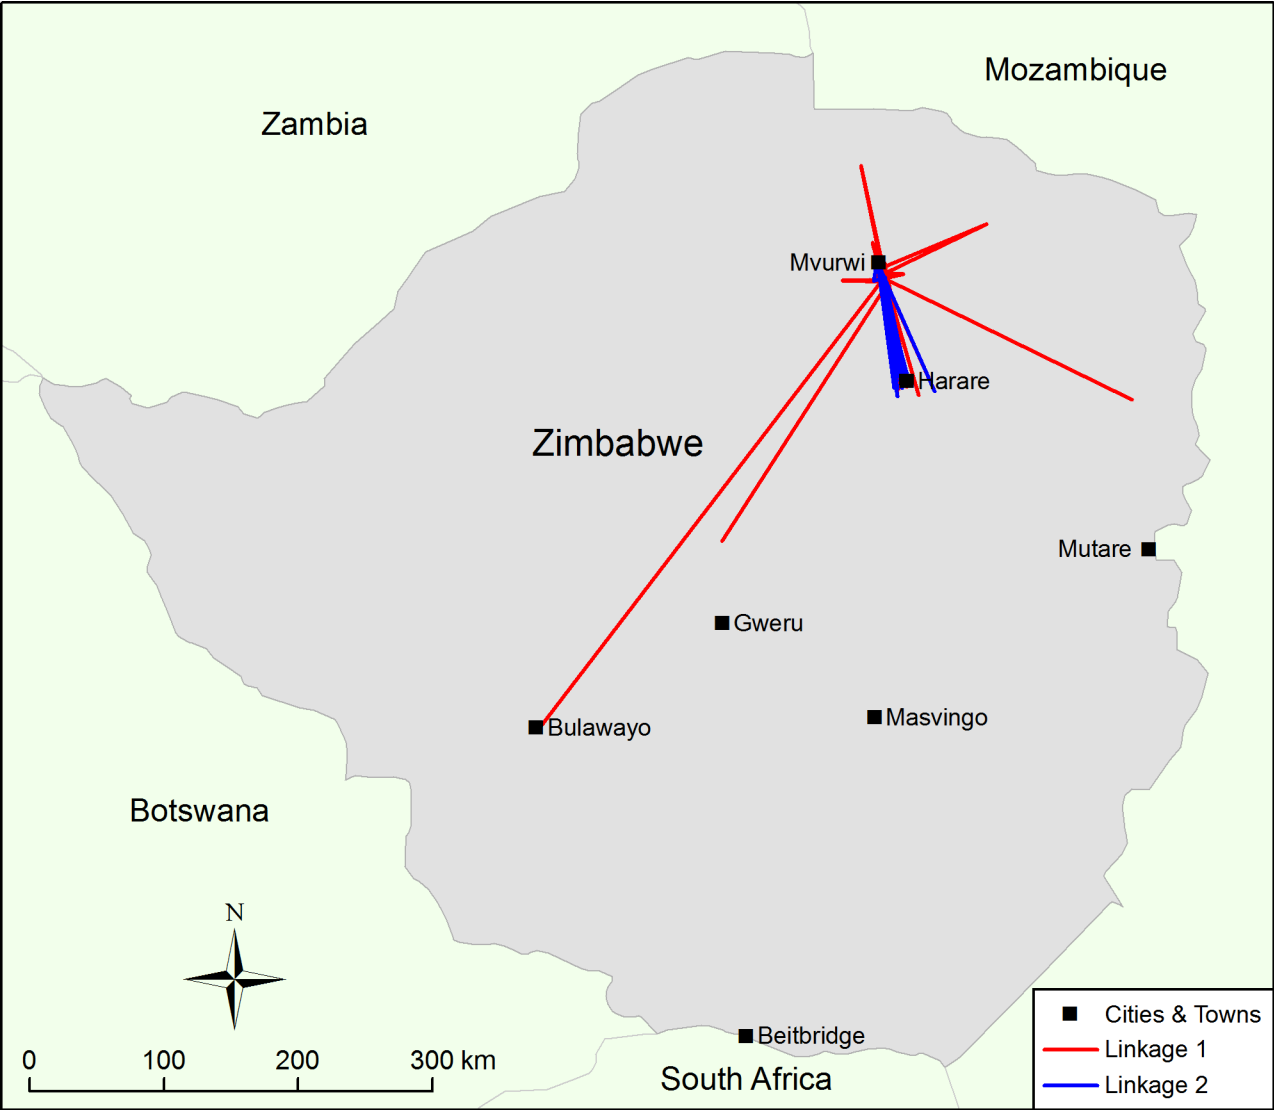 Mozambique
Zambia
Mvurwi
Harare
Zimbabwe
Mutare
Gweru
Masvingo
Bulawayo
Botswana
N
Beitbridge
South Africa
0 100 200 300 km
Cities & Towns
Linkage 1
Linkage 2